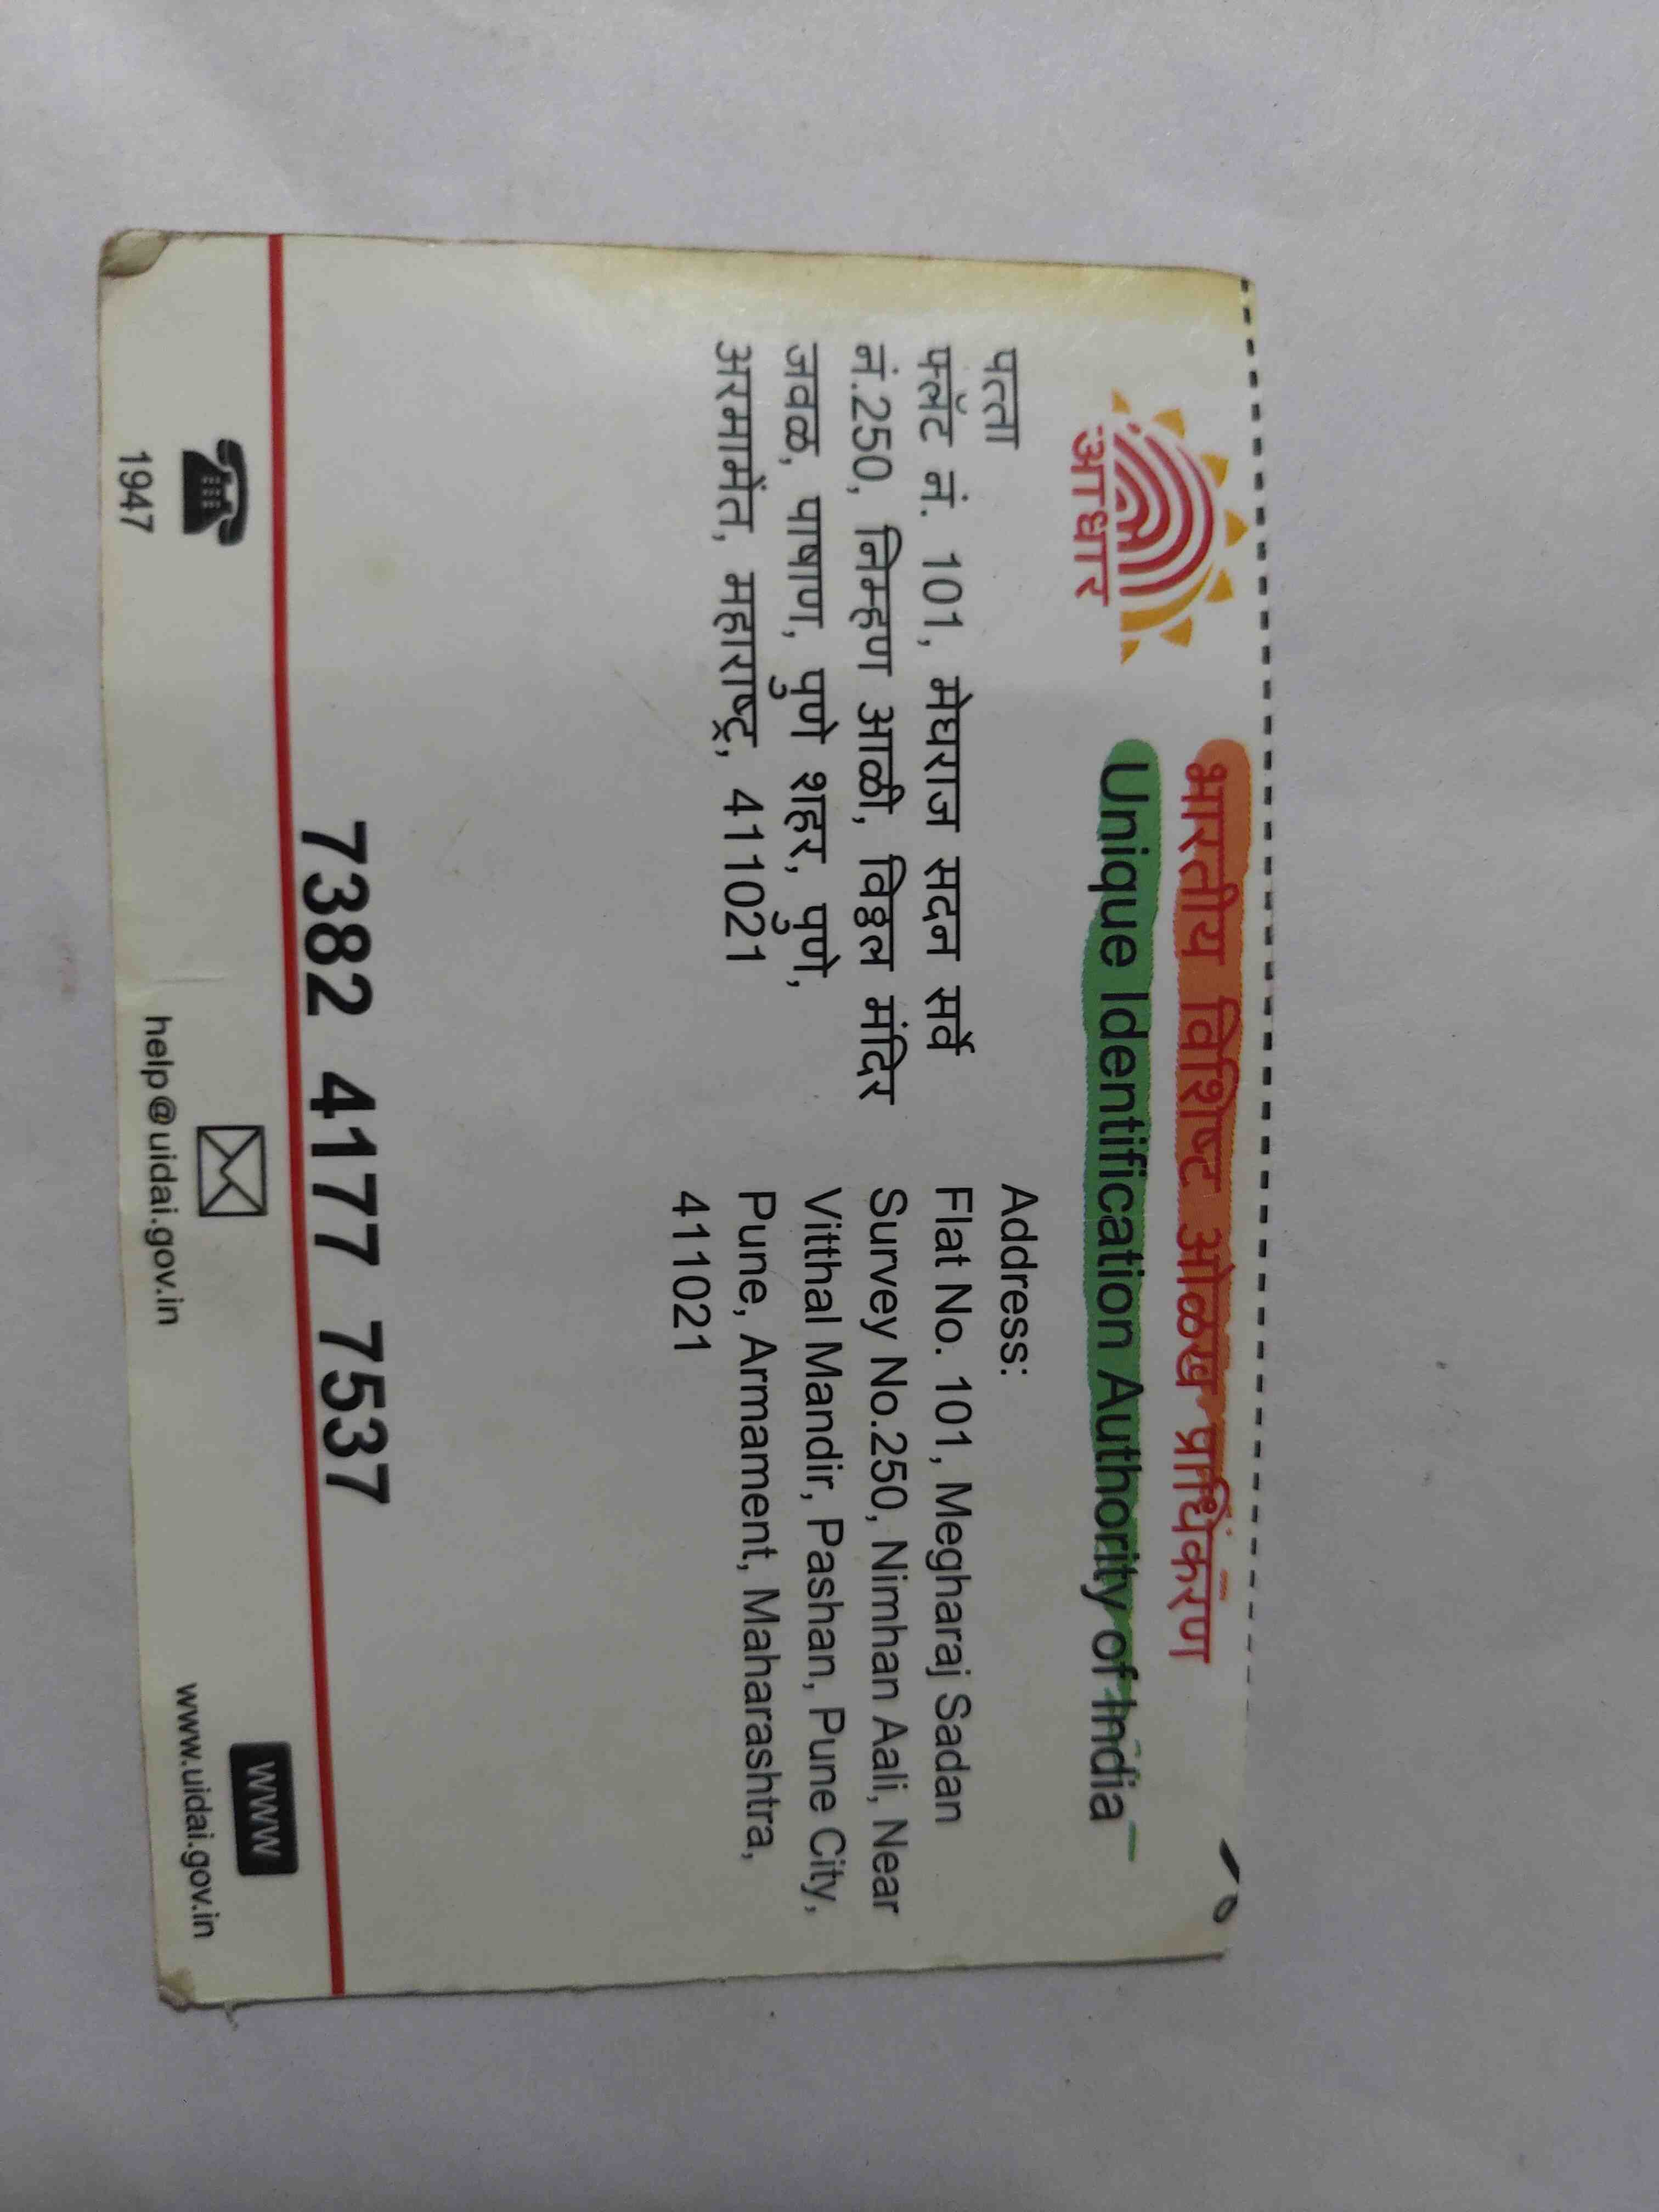 भारतीय विशिष्ट ओळख प्राधिकरण
Unique Identification Authority of India
आधार
पत्ता
फ्लॅट नं. 101, मेघराज सदन सर्वे
नं.250, निम्हण आळी, विठ्ठल मंदिर
जवळ, पाषाण, पुणे शहर, पुणे,
अरमामेंत, महाराष्ट्र, 411021
Address:
Flat No. 101, Megharaj Sadan
Survey No.250, Nimhan Aali, Near
Vitthal Mandir, Pashan, Pune City,
Pune, Armament, Maharashtra,
411021
7382 4177 7537
1947
help@uidai.gov.in
WWW
www.uidai.gov.in